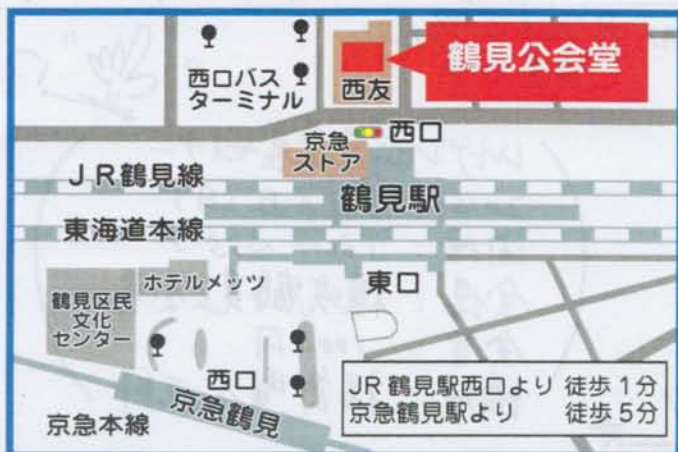 鶴見公会堂
西口バス
ターミナル
西友
西口
京急
ストア
JR鶴見線
鶴見駅
東海道本線
東口
ホテルメッツ
鶴見区民
文化
センター
西口
京急鶴見
京急本線
JR 鶴見駅西口より 徒歩 1分
京急鶴見駅より 徒歩 5分